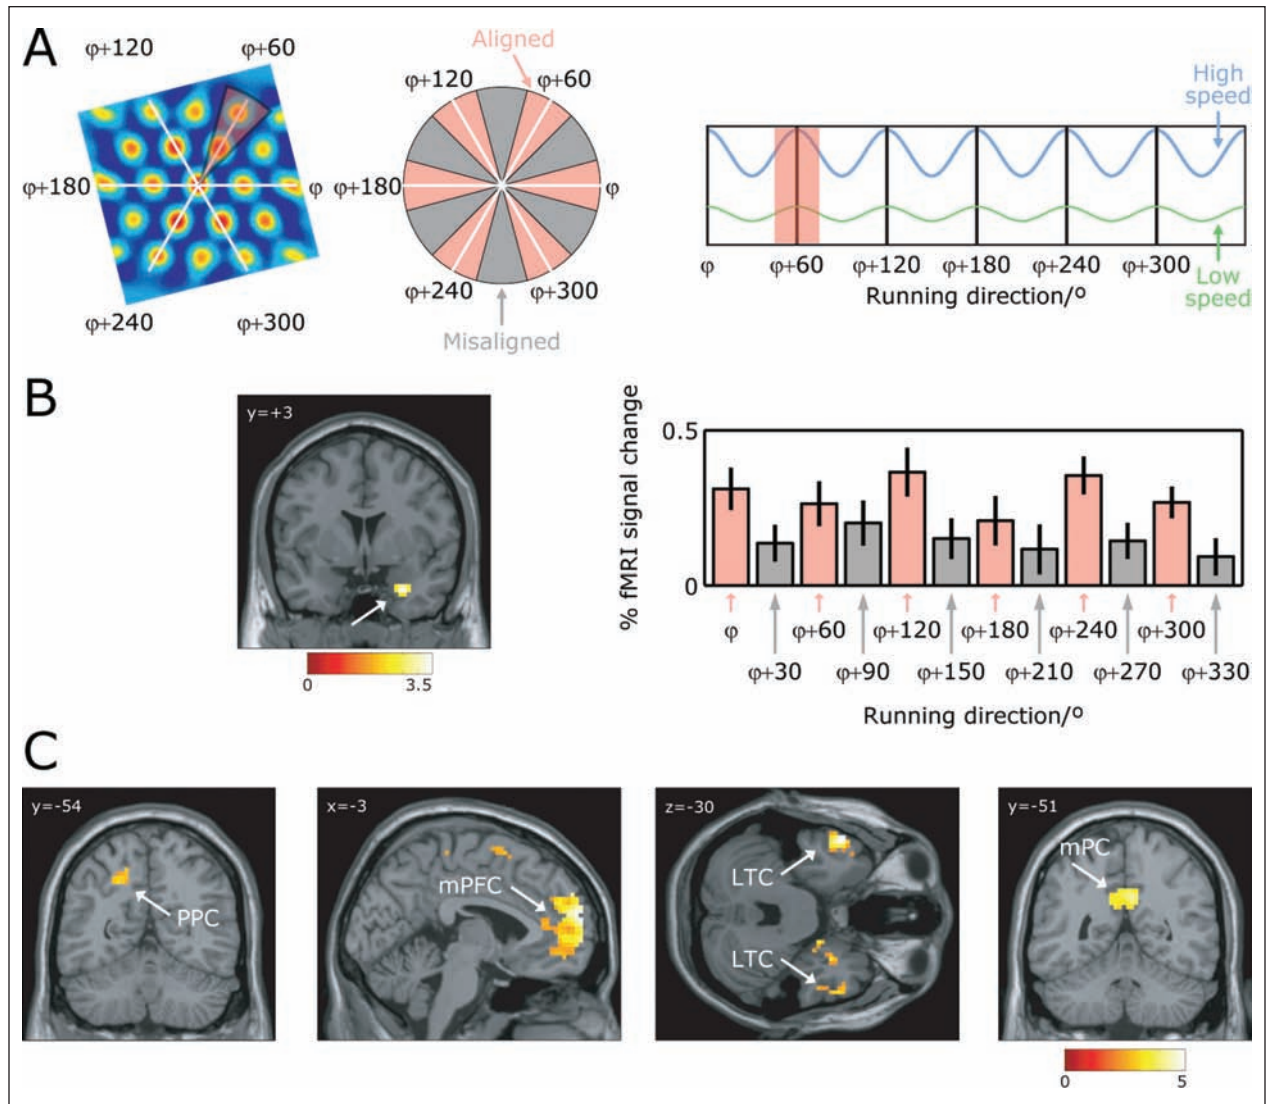 A
φ+120
φ+60
φ+180
φ
φ+240
φ+300
Aligned
φ+120
φ+60
φ+180
φ
φ+240
φ+300
Misaligned
High
speed
φ
φ+60
φ+120
φ+180
φ+240
φ+300
Low
speed
Running direction/º
B
y=+3
0
3.5
% fMRI signal change
0.5
0
φ
φ+60
φ+120
φ+180
φ+240
φ+300
φ+30
φ+90
φ+150
φ+210
φ+270
φ+330
Running direction/º
C
y=-54
PPC
x=-3
mPFC
z=-30
LTC
LTC
y=-51
mPC
0
5